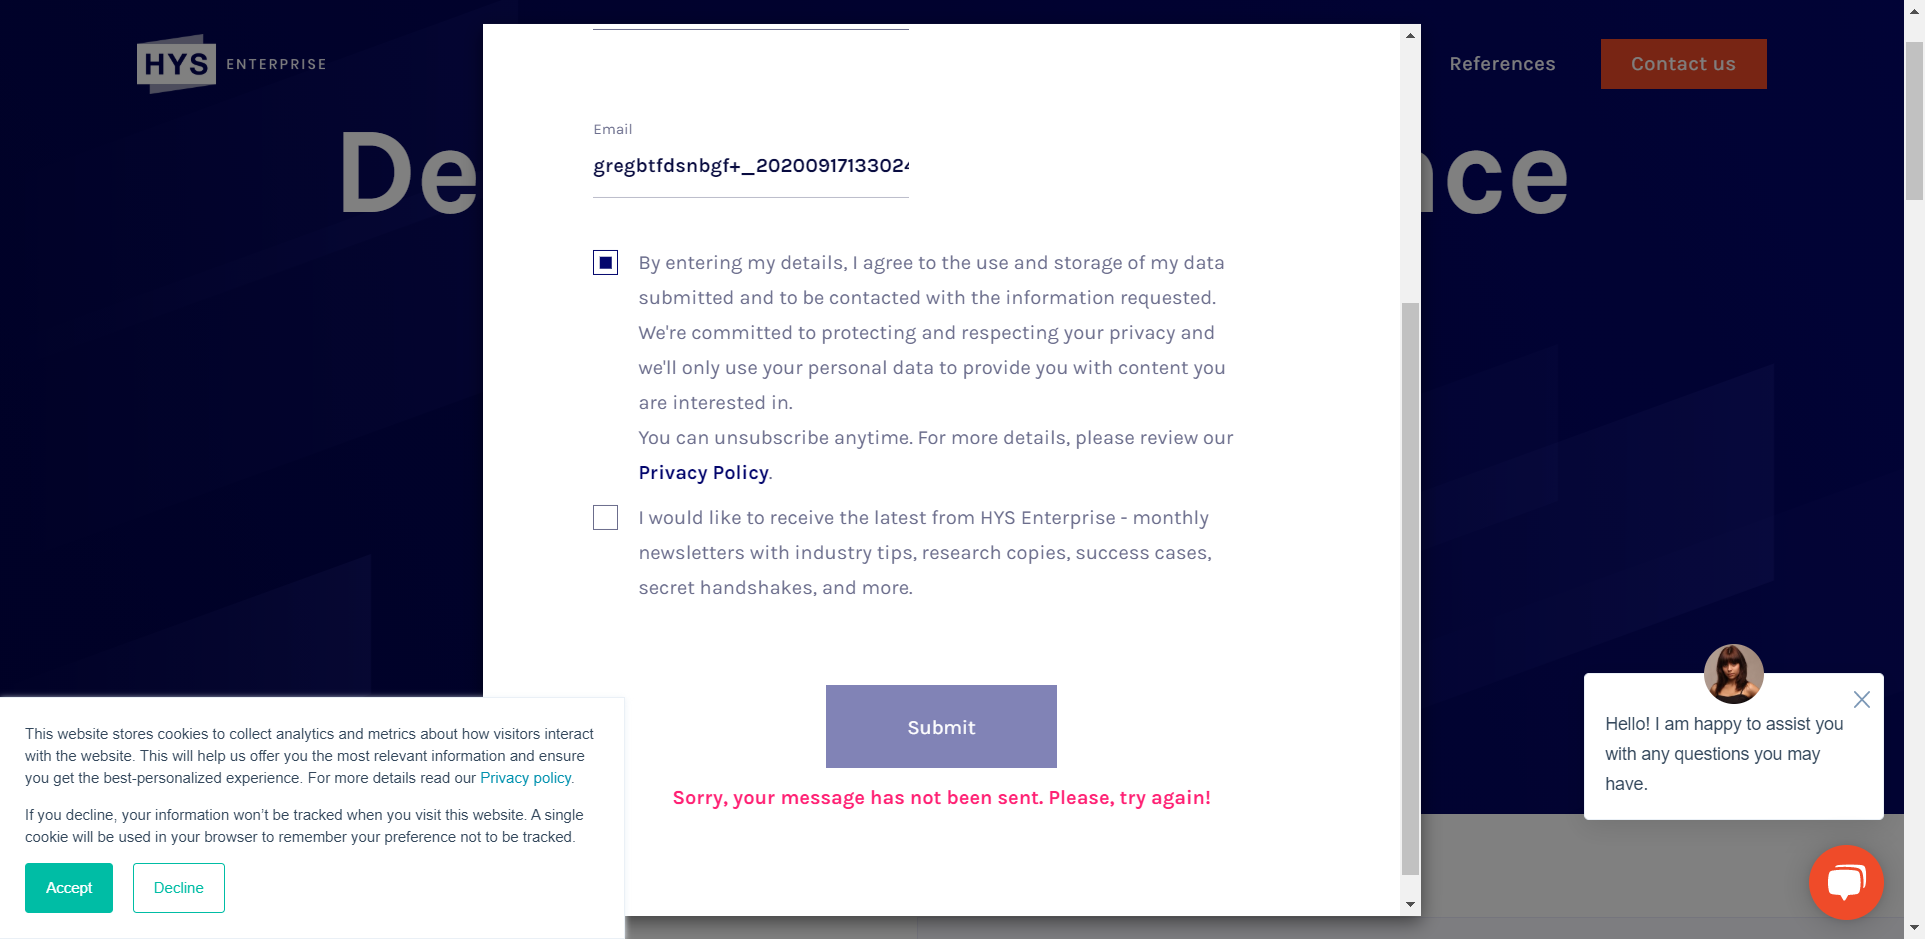 HYS ENTERPRISE
References
Contact us
De
nce
Email
gregbtfdsnbgf+_20200917133024
By entering my details, I agree to the use and storage of my data
submitted and to be contacted with the information requested.
We're committed to protecting and respecting your privacy and
we'll only use your personal data to provide you with content you
are interested in.
You can unsubscribe anytime. For more details, please review our
Privacy Policy.
I would like to receive the latest from HYS Enterprise - monthly
newsletters with industry tips, research copies, success cases,
secret handshakes, and more.
Submit
Sorry, your message has not been sent. Please, try again!
This website stores cookies to collect analytics and metrics about how visitors interact
with the website. This will help us offer you the most relevant information and ensure
you get the best-personalized experience. For more details read our Privacy policy.
If you decline, your information won’t be tracked when you visit this website. A single
cookie will be used in your browser to remember your preference not to be tracked.
Accept
Decline
Hello! I am happy to assist you
with any questions you may
have.